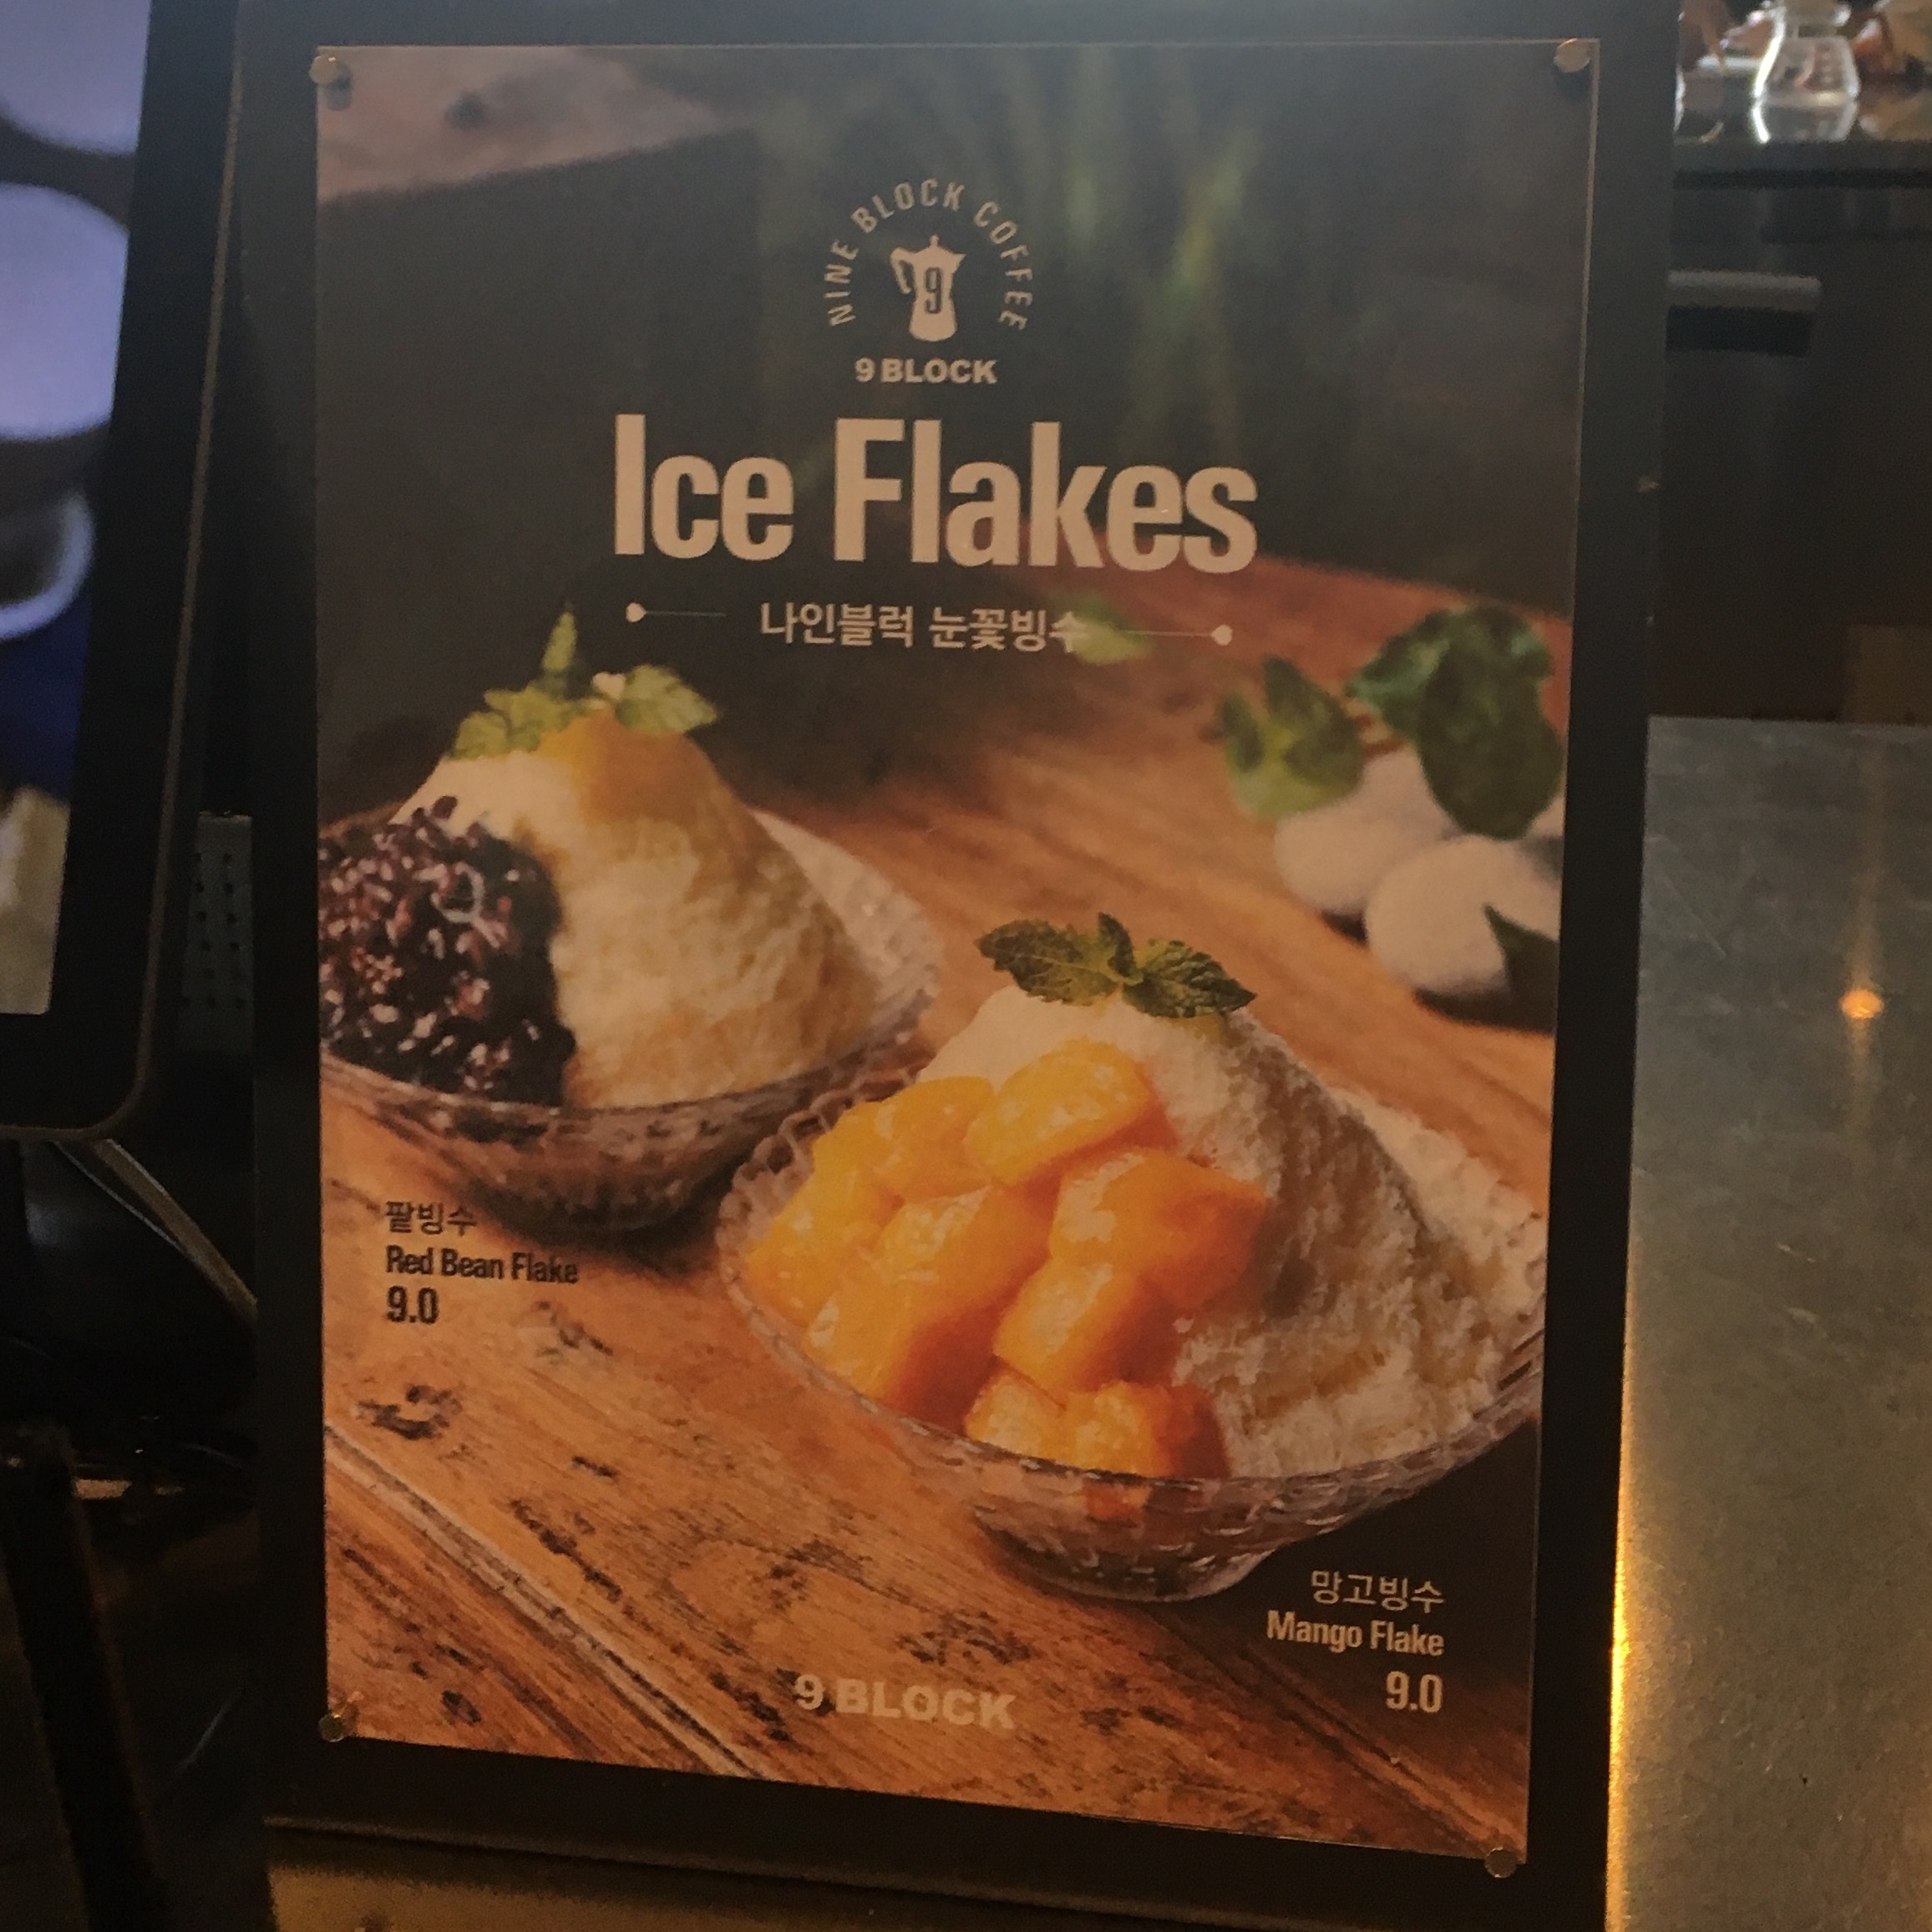 NINE BLOCK COFFEE
9
9 BLOCK
Ice Flakes
나인블럭 눈꽃빙수
팥빙수
Red Bean Flake
9.0
망고빙수
Mango Flake
9.0
9 BLOCK